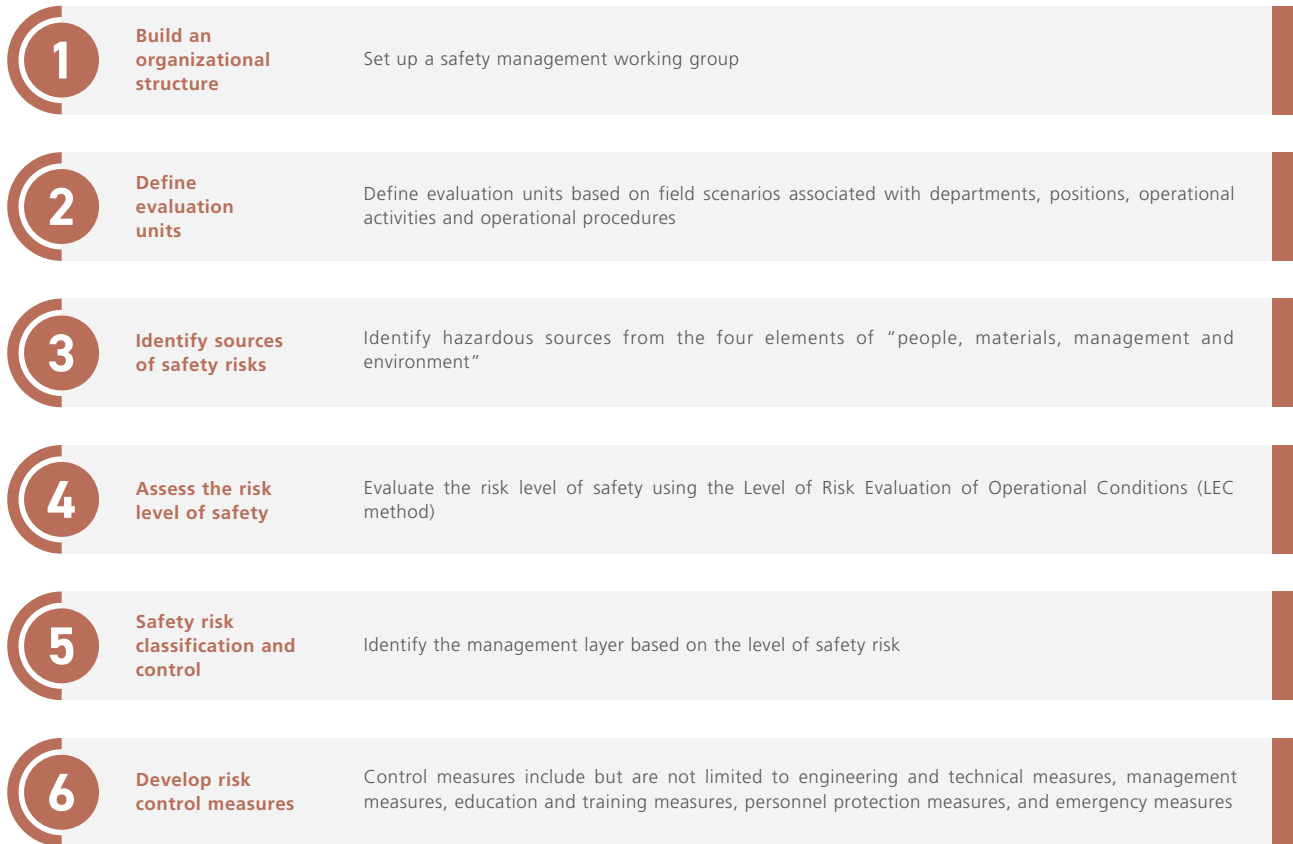 1
Build an
organizational
structure
Set up a safety management working group
2
Define
evaluation
units
Define evaluation units based on field scenarios associated with departments, positions, operational
activities and operational procedures
3
Identify sources
of safety risks
Identify hazardous sources from the four elements of “people, materials, management and
environment”
4
Assess the risk
level of safety
Evaluate the risk level of safety using the Level of Risk Evaluation of Operational Conditions (LEC
method)
5
Safety risk
classification and
control
Identify the management layer based on the level of safety risk
6
Develop risk
control measures
Control measures include but are not limited to engineering and technical measures, management
measures, education and training measures, personnel protection measures, and emergency measures